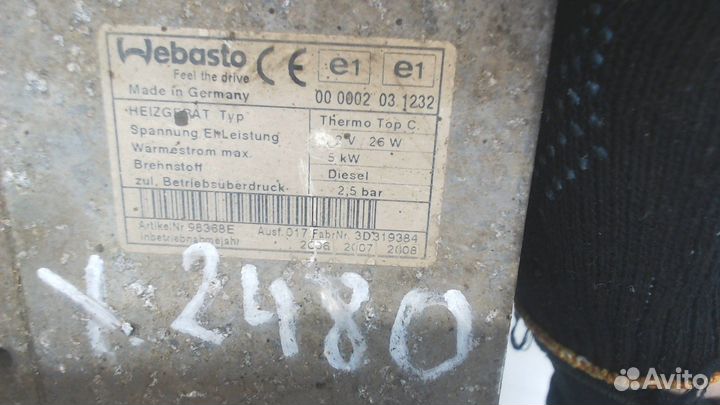 Webasto
Feel the drive
CE e1 e1
Made in Germany 00 0002 03 1232
HEIZGERÄT Typ Thermo Top C.
Spannung El.Leistung 2 V 26 W
Wärmestrom max. 5 kW
Brennstoff Diesel
zul. Betriebsüberdruck 2,5 bar
Artikel Nr. 98368E Ausf. 017 FabrNr. 3D319384
Inbetriebnahmejahr 2006 2007 2008
2480
Avito